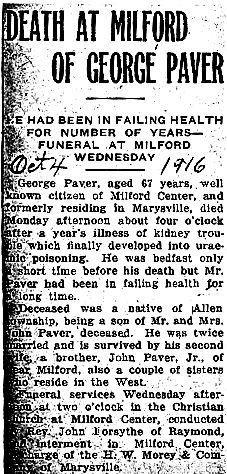 DEATH AT MILFORD
OF GEORGE PAVER
E HAD BEEN IN FAILING HEALTH
FOR NUMBER OF YEARS—
FUNERAL AT MILFORD
WEDNESDAY
Oct 4 1916
George Paver, aged 67 years, well
known citizen of Milford Center, and
formerly residing in Marysville, died
Monday afternoon about four o'clock
after a year's illness of kidney trou-
ble which finally developed into urae-
mic poisoning. He was bedfast only
a short time before his death but Mr.
Paver had been in failing health for
a long time.
Deceased was a native of Allen
township, being a son of Mr. and Mrs.
John Paver, deceased. He was twice
married and is survived by his second
wife, a brother, John Paver, Jr., of
near Milford, also a couple of sisters
who reside in the West.
Funeral services Wednesday after-
noon at two o'clock in the Christian
church at Milford Center, conducted
by Rev. John Forsythe of Raymond,
and interment in Milford Center,
in charge of the H. W. Morey & Com-
pany of Marysville.